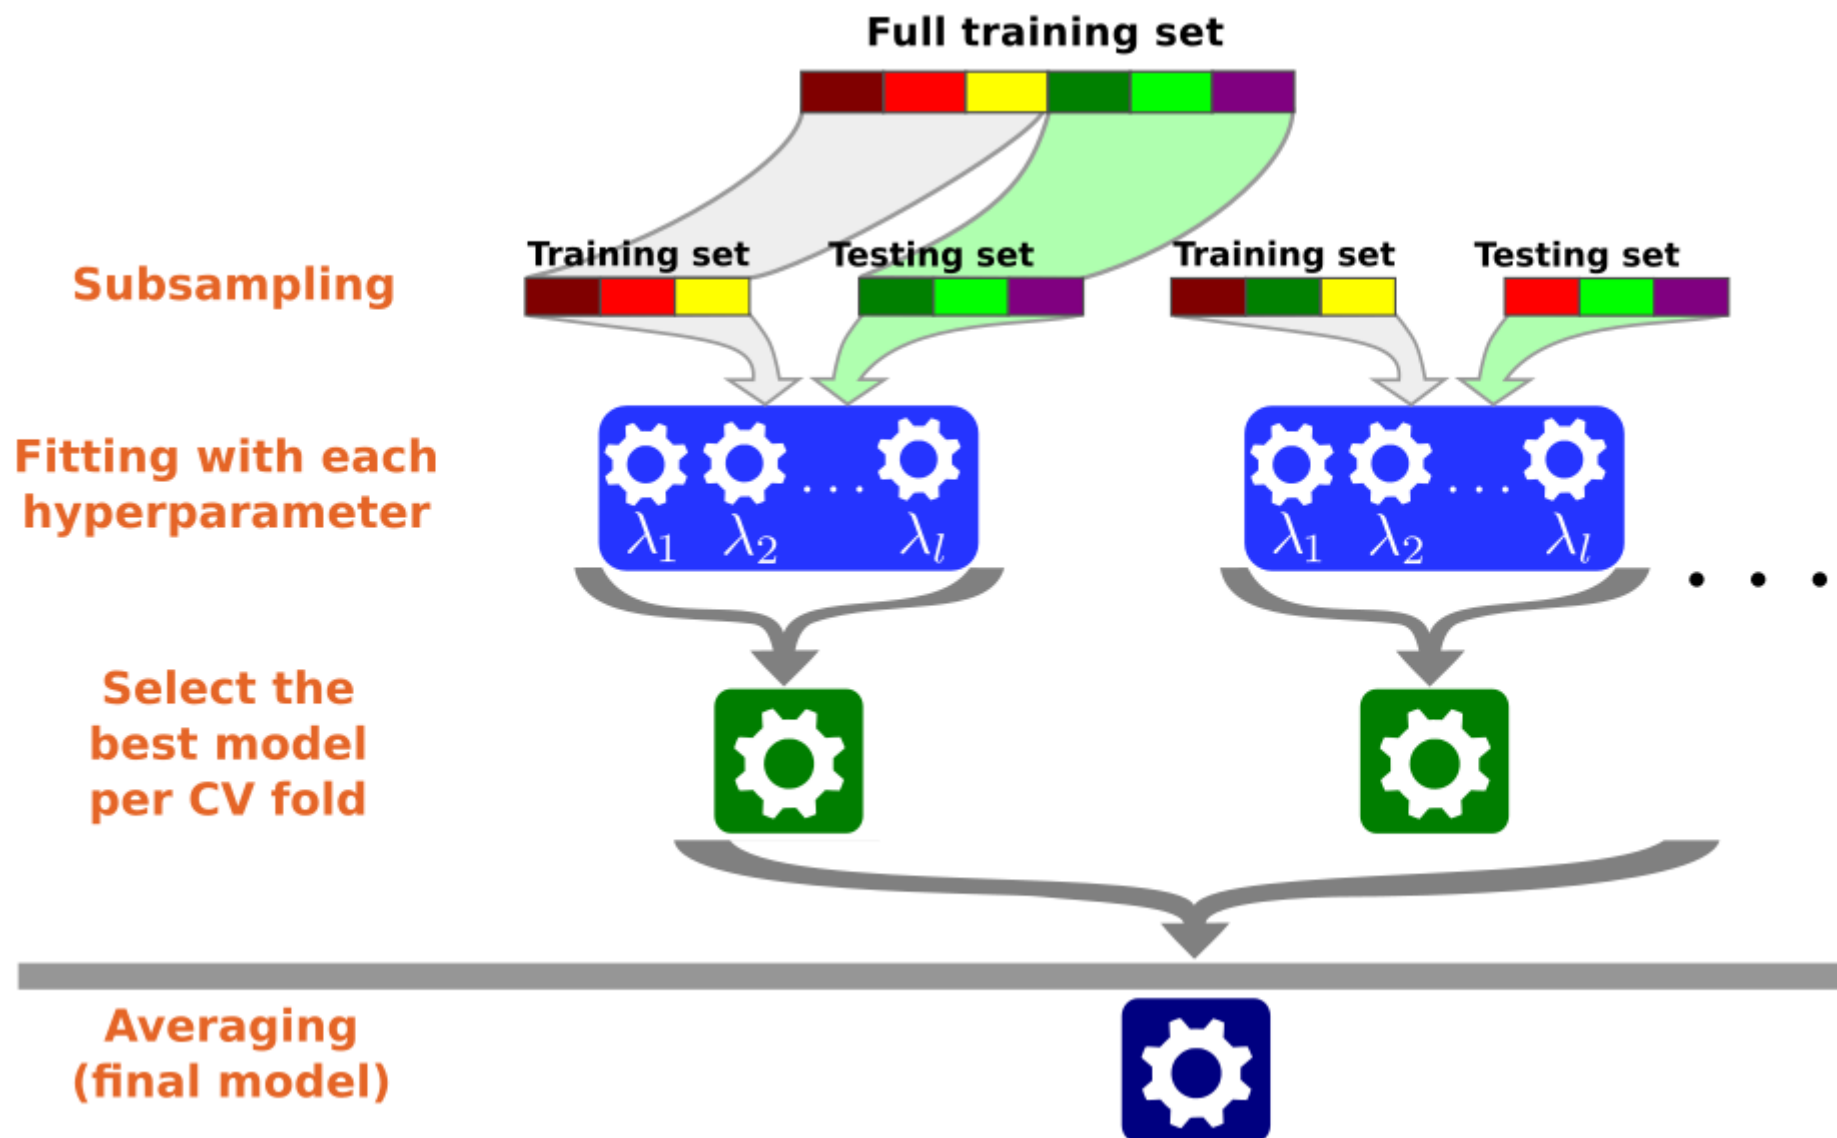 Full training set
Subsampling
Training set
Testing set
Training set
Testing set
Fitting with each
hyperparameter
λ1 λ2 ... λl
λ1 λ2 ... λl
. . .
Select the
best model
per CV fold
Averaging
(final model)